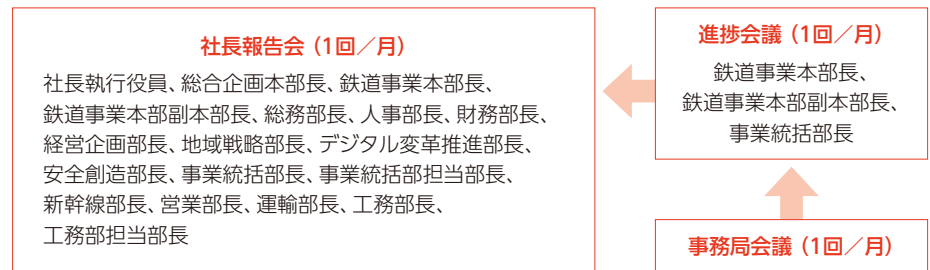 社長報告会（1回／月）
社長執行役員、総合企画本部長、鉄道事業本部長、
鉄道事業本部副本部長、総務部長、人事部長、財務部長、
経営企画部長、地域戦略部長、デジタル変革推進部長、
安全創造部長、事業統括部長、事業統括部担当部長、
新幹線部長、営業部長、運輸部長、工務部長、
工務部担当部長
進捗会議（1回／月）
鉄道事業本部長、
鉄道事業本部副本部長、
事業統括部長
事務局会議（1回／月）